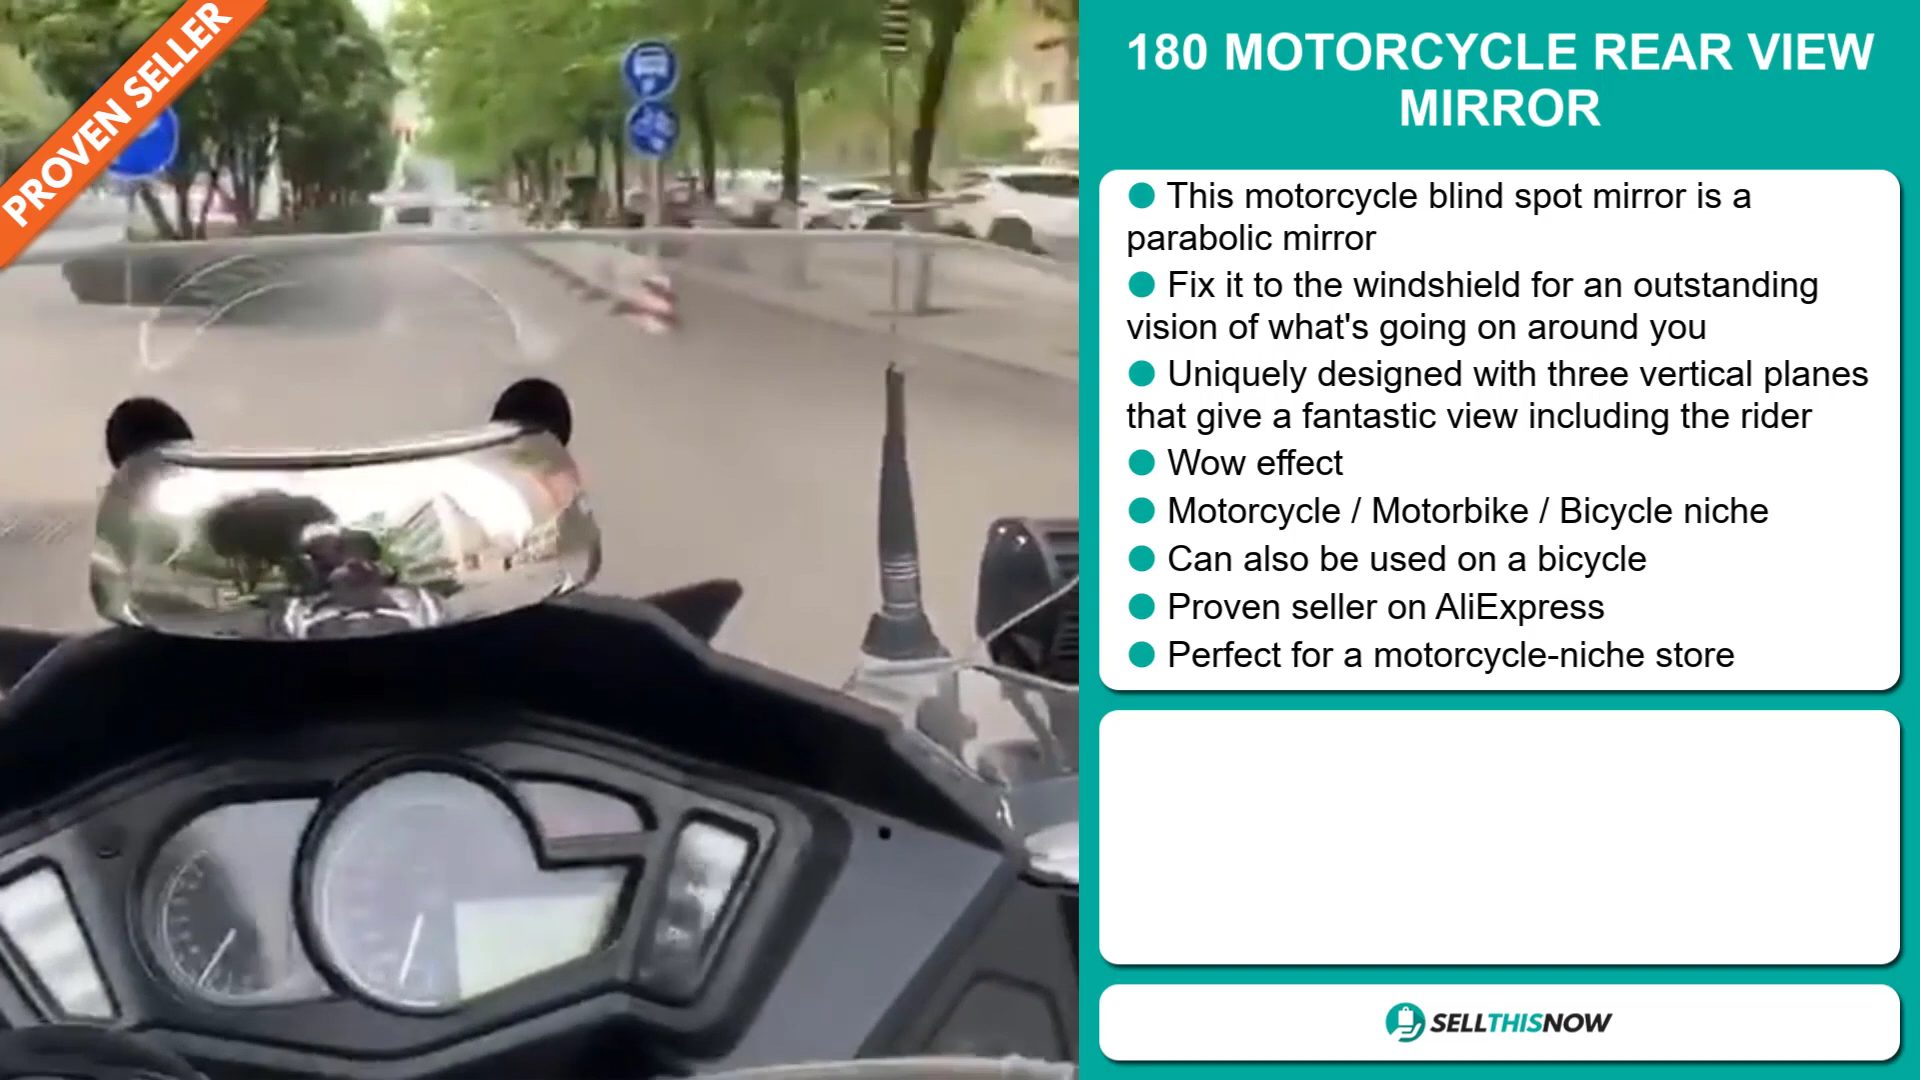 PROVEN SELLER
180 MOTORCYCLE REAR VIEW
MIRROR
● This motorcycle blind spot mirror is a
parabolic mirror
● Fix it to the windshield for an outstanding
vision of what's going on around you
● Uniquely designed with three vertical planes
that give a fantastic view including the rider
● Wow effect
● Motorcycle / Motorbike / Bicycle niche
● Can also be used on a bicycle
● Proven seller on AliExpress
● Perfect for a motorcycle-niche store
SELLTHISNOW